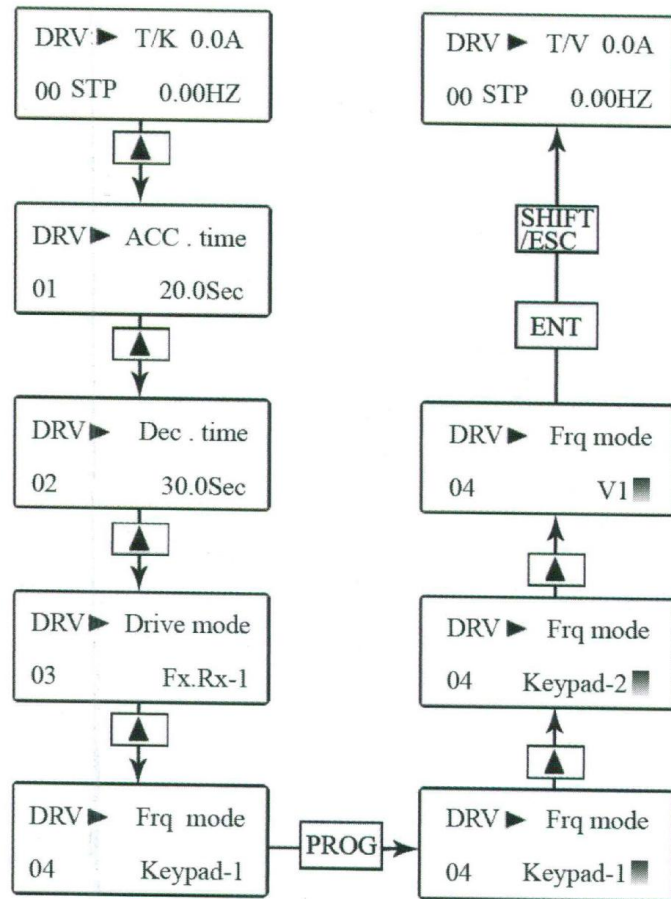 DRV▶ T/K 0.0A
00 STP 0.00HZ
▲
DRV▶ ACC . time
01 20.0Sec
▲
DRV▶ Dec . time
02 30.0Sec
▲
DRV▶ Drive mode
03 Fx.Rx-1
▲
DRV▶ Frq mode
04 Keypad-1
PROG
DRV▶ Frq mode
04 Keypad-1
▲
DRV▶ Frq mode
04 Keypad-2
▲
DRV▶ Frq mode
04 V1
ENT
SHIFT
/ESC
DRV▶ T/V 0.0A
00 STP 0.00HZ